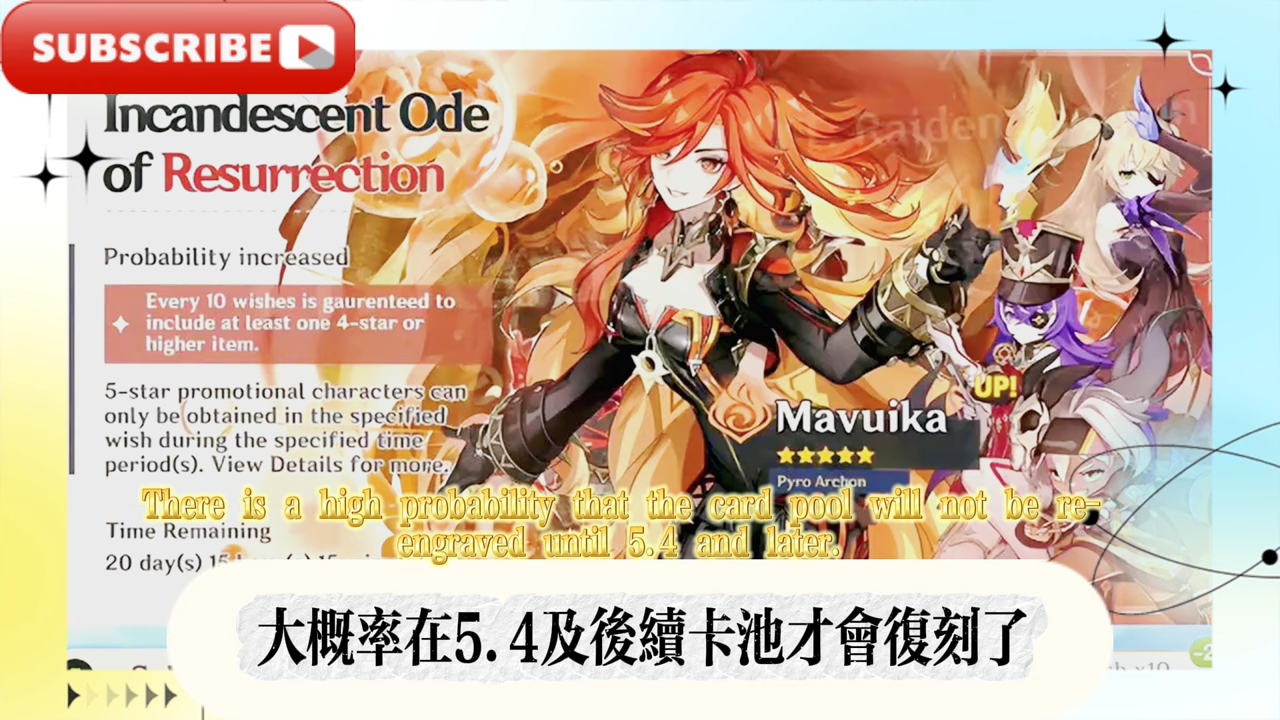 SUBSCRIBE
Incandescent Ode
of Resurrection
Probability increased
Every 10 wishes is gaurenteed to
include at least one 4-star or
higher item.
5-star promotional characters can
only be obtained in the specified
wish during the specified time
period(s). View Details for more.
UP!
Mavuika
Pyro Archon
There is a high probability that the card pool will not be re-
engraved until 5.4 and later.
Time Remaining
20 day(s)
大概率在5.4及後續卡池才會復刻了
x10